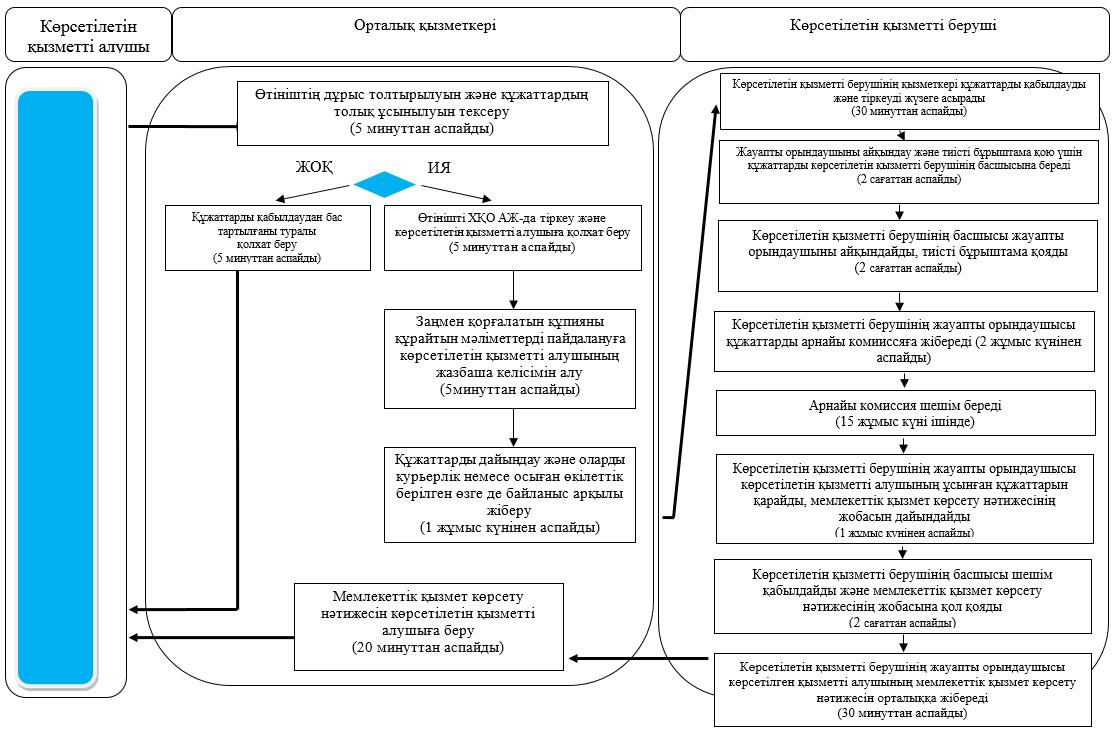 Көрсетілетін
қызметті алушы
Орталық қызметкері
Көрсетілетін қызметті беруші
Өтініштің дұрыс толтырылуын және құжаттардың
толық ұсынылуын тексеру
(5 минуттан аспайды)
ЖОҚ
ИЯ
Құжаттарды қабылдаудан бас
тартылғаны туралы
қолхат беру
(5 минуттан аспайды)
Өтінішті ХҚО АЖ-да тіркеу және
көрсетілетін қызметті алушыға қолхат беру
(5 минуттан аспайды)
Заңмен қорғалатын құпияны
құрайтын мәліметтерді пайдалануға
көрсетілетін қызметті алушының
жазбаша келісімін алу
(5минуттан аспайды)
Құжаттарды дайындау және оларды
курьерлік немесе осыған өкілеттік
берілген өзге де байланыс арқылы
жіберу
(1 жұмыс күнінен аспайды)
Мемлекеттік қызмет көрсету
нәтижесін көрсетілетін қызметті
алушыға беру
(20 минуттан аспайды)
Көрсетілетін қызметті берушінің қызметкері құжаттарды қабылдауды
және тіркеуді жүзеге асырады
(30 минуттан аспайды)
Жауапты орындаушыны айқындау және тиісті бұрыштама қою үшін
құжаттарды көрсетілетін қызметті берушінің басшысына береді
(2 сағаттан аспайды)
Көрсетілетін қызметті берушінің басшысы жауапты
орындаушыны айқындайды, тиісті бұрыштама қояды
(2 сағаттан аспайды)
Көрсетілетін қызметті берушінің жауапты орындаушысы
құжаттарды арнайы комиссяға жібереді (2 жұмыс күнінен
аспайды)
Арнайы комиссия шешім береді
(15 жұмыс күні ішінде)
Көрсетілетін қызметті берушінің жауапты орындаушысы
көрсетілетін қызметті алушының ұсынған құжаттарын
қарайды, мемлекеттік қызмет көрсету нәтижесінің
жобасын дайындайды
(1 жұмыс күнінен аспайды)
Көрсетілетін қызметті берушінің басшысы шешім
қабылдайды және мемлекеттік қызмет көрсету
нәтижесінің жобасына қол қояды
(2 сағаттан аспайды)
Көрсетілетін қызметті берушінің жауапты орындаушысы
көрсетілген қызметті алушының мемлекеттік қызмет көрсету
нәтижесін орталыққа жібереді
(30 минуттан аспайды)